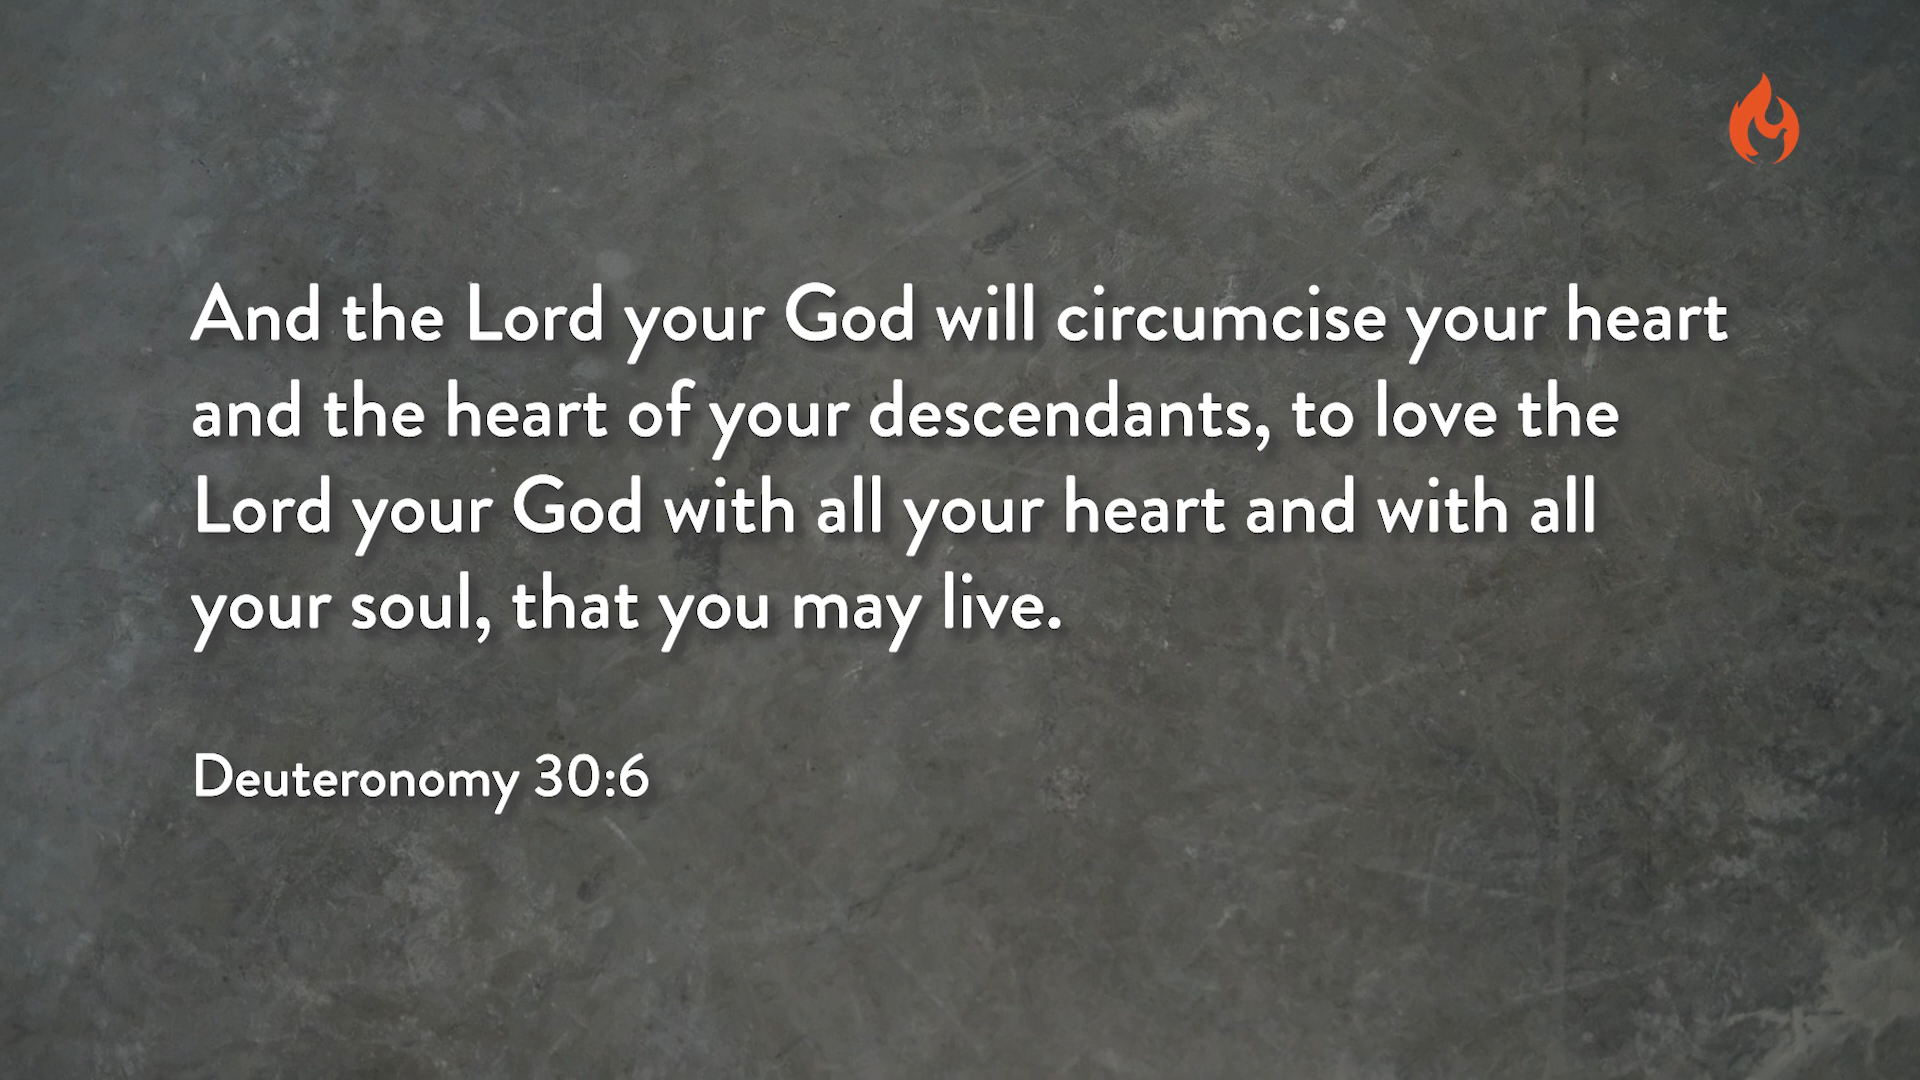 And the Lord your God will circumcise your heart
and the heart of your descendants, to love the
Lord your God with all your heart and with all
your soul, that you may live.
Deuteronomy 30:6